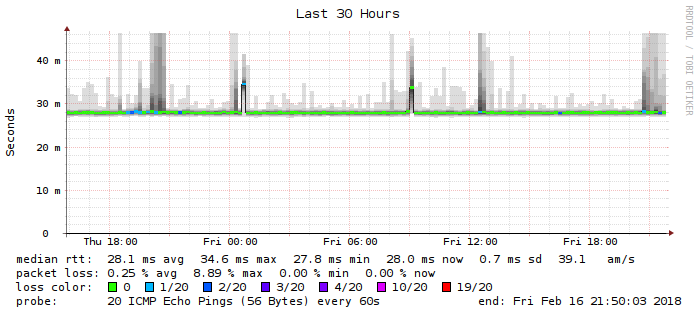 Last 30 Hours
RRDTOOL / TOBI OETIKER
Seconds
40 m
30 m
20 m
10 m
0
Thu 18:00 Fri 00:00 Fri 06:00 Fri 12:00 Fri 18:00
median rtt: 28.1 ms avg 34.6 ms max 27.8 ms min 28.0 ms now 0.7 ms sd 39.1 am/s
packet loss: 0.25 % avg 8.89 % max 0.00 % min 0.00 % now
loss color: 0 1/20 2/20 3/20 4/20 10/20 19/20
probe: 20 ICMP Echo Pings (56 Bytes) every 60s end: Fri Feb 16 21:50:03 2018